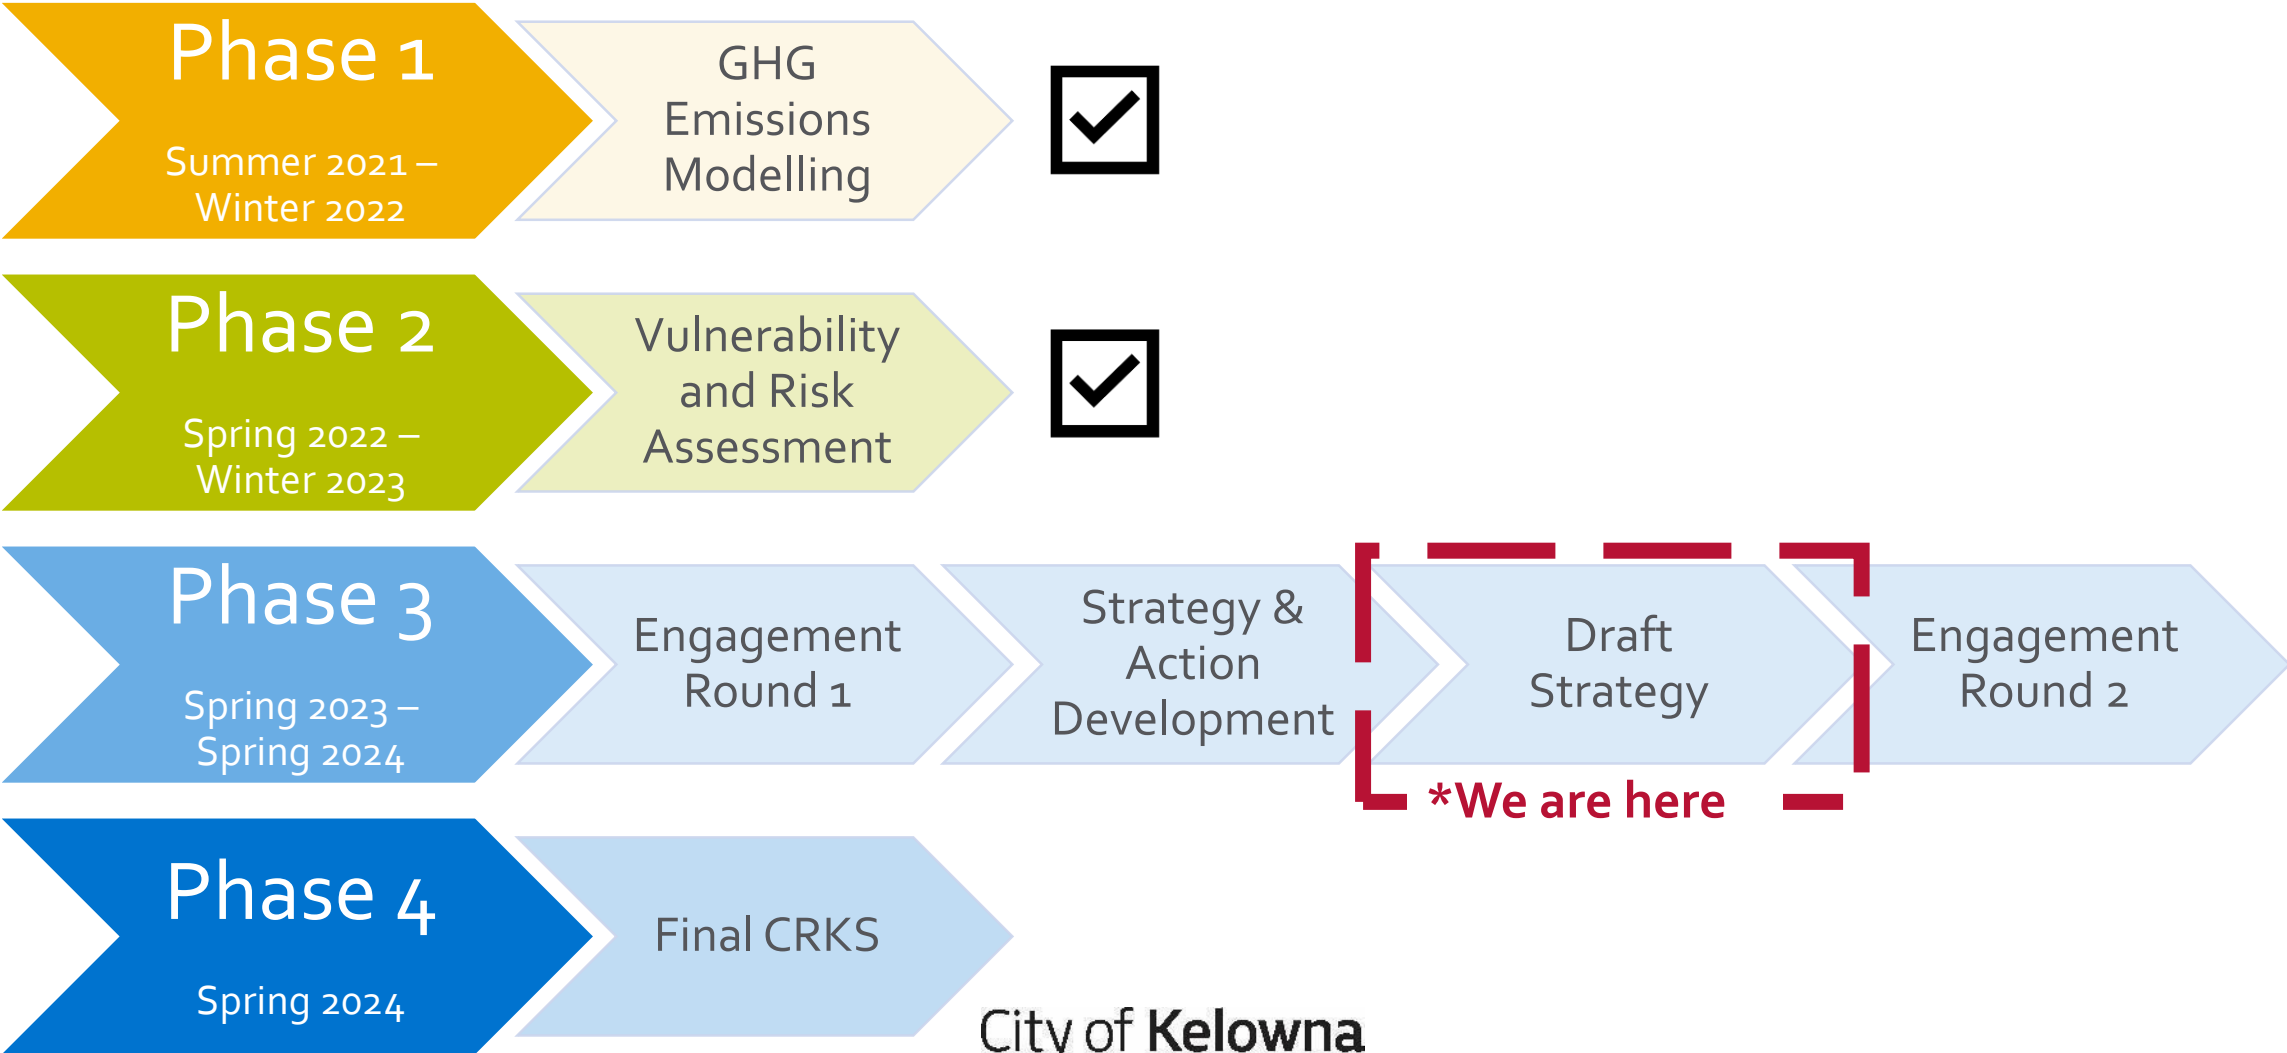 Phase 1
Summer 2021 –
Winter 2022
GHG
Emissions
Modelling
Phase 2
Spring 2022 –
Winter 2023
Vulnerability
and Risk
Assessment
Phase 3
Spring 2023 –
Spring 2024
Engagement
Round 1
Strategy &
Action
Development
Draft
Strategy
Engagement
Round 2
*We are here
Phase 4
Spring 2024
Final CRKS
City of Kelowna